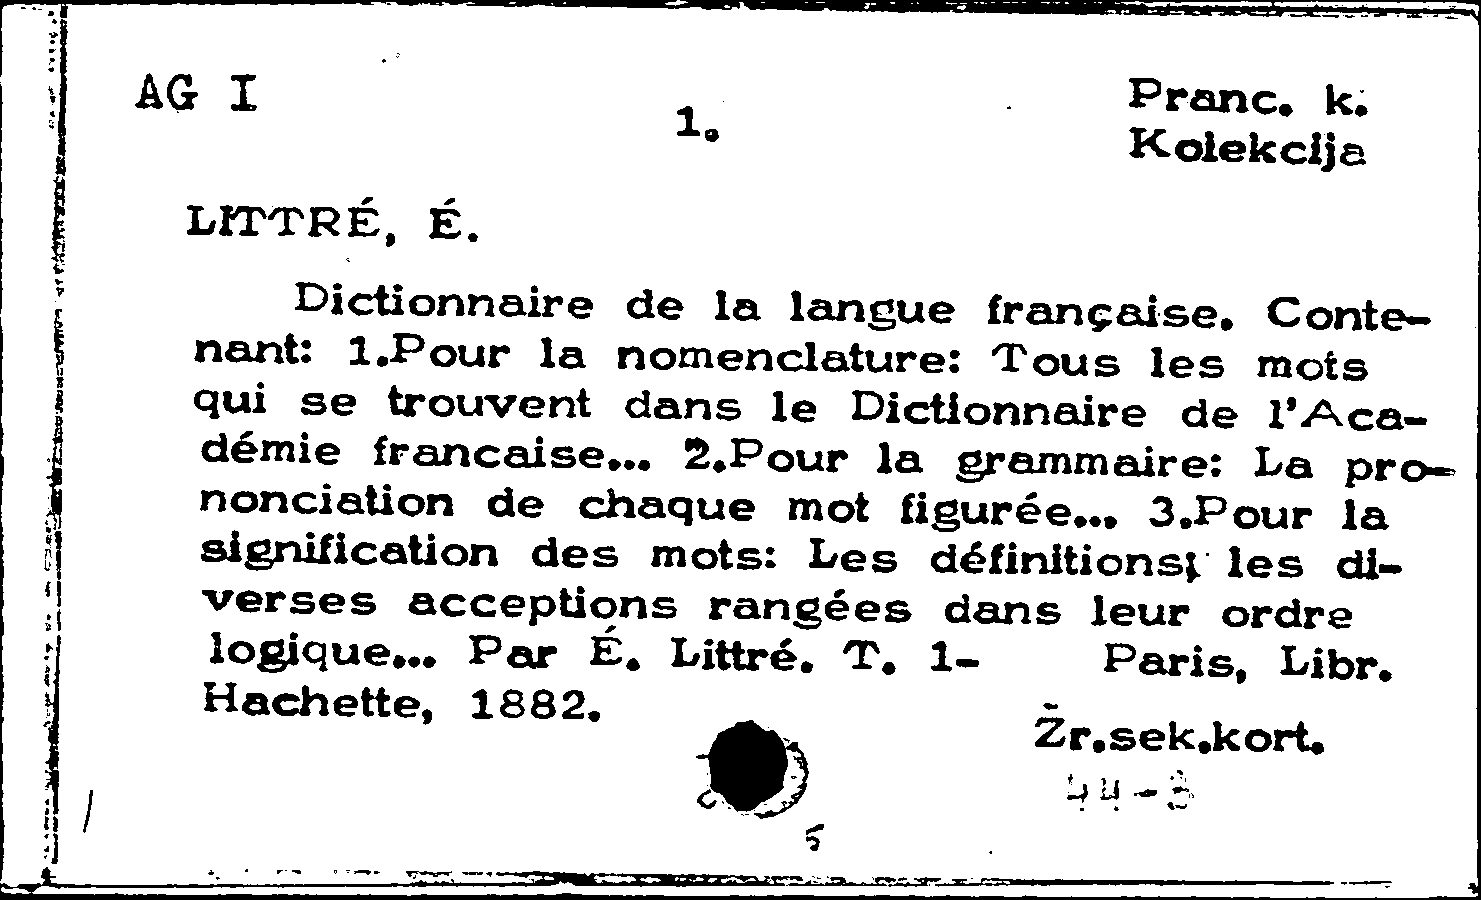 AG I
1.
Pranc. k.
Kolekcija
LITTRÉ, É.
Dictionnaire de la langue française. Conte-
nant: 1.Pour la nomenclature: Tous les mots
qui se trouvent dans le Dictionnaire de l'Aca-
démie francaise... 2.Pour la grammaire: La pro-
nonciation de chaque mot figurée... 3.Pour la
signification des mots: Les définitions; les di-
verses acceptions rangées dans leur ordre
logique... Par É. Littré. T. 1- Paris, Libr.
Hachette, 1882.
Žr.sek.kort.
44-3
5